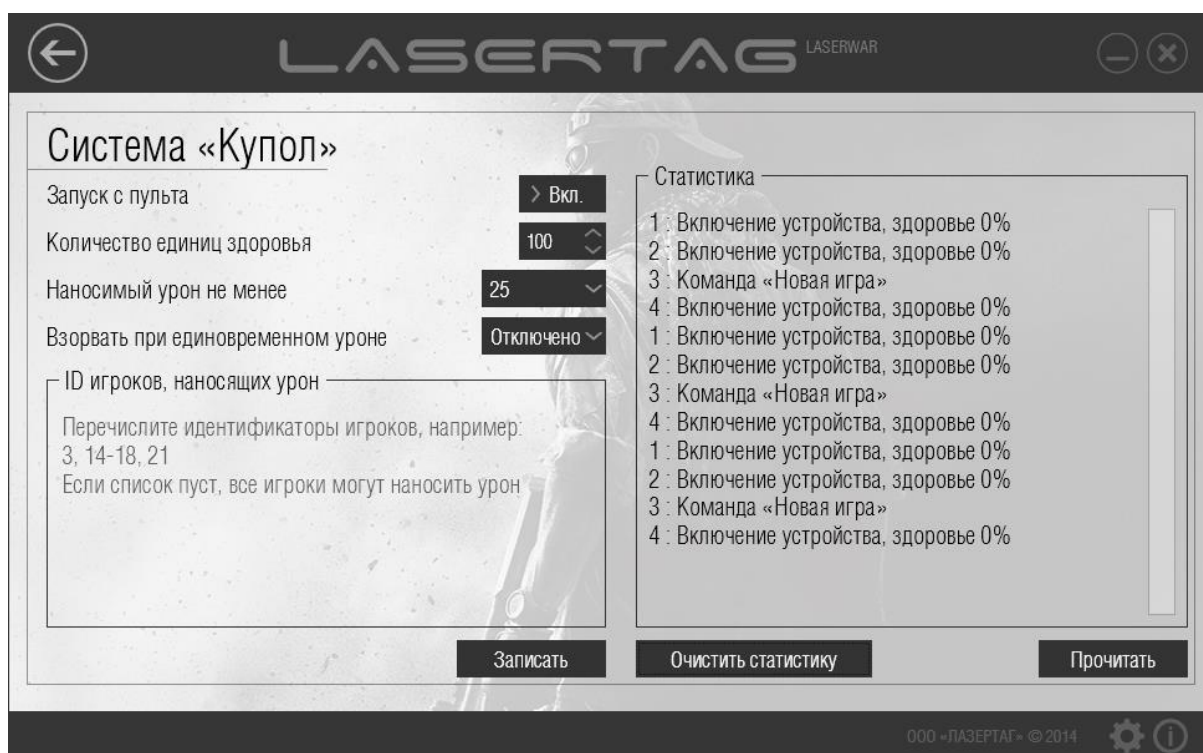 LASERTAG LASERWAR
Система «Купол»
Запуск с пульта
> Вкл.
Количество единиц здоровья
100
Наносимый урон не менее
25
Взорвать при единовременном уроне
Отключено
ID игроков, наносящих урон
Перечислите идентификаторы игроков, например:
3, 14-18, 21
Если список пуст, все игроки могут наносить урон
Записать
Статистика
1 : Включение устройства, здоровье 0%
2 : Включение устройства, здоровье 0%
3 : Команда «Новая игра»
4 : Включение устройства, здоровье 0%
1 : Включение устройства, здоровье 0%
2 : Включение устройства, здоровье 0%
3 : Команда «Новая игра»
4 : Включение устройства, здоровье 0%
1 : Включение устройства, здоровье 0%
2 : Включение устройства, здоровье 0%
3 : Команда «Новая игра»
4 : Включение устройства, здоровье 0%
Очистить статистику
Прочитать
ООО «ЛАЗЕРТАГ» © 2014